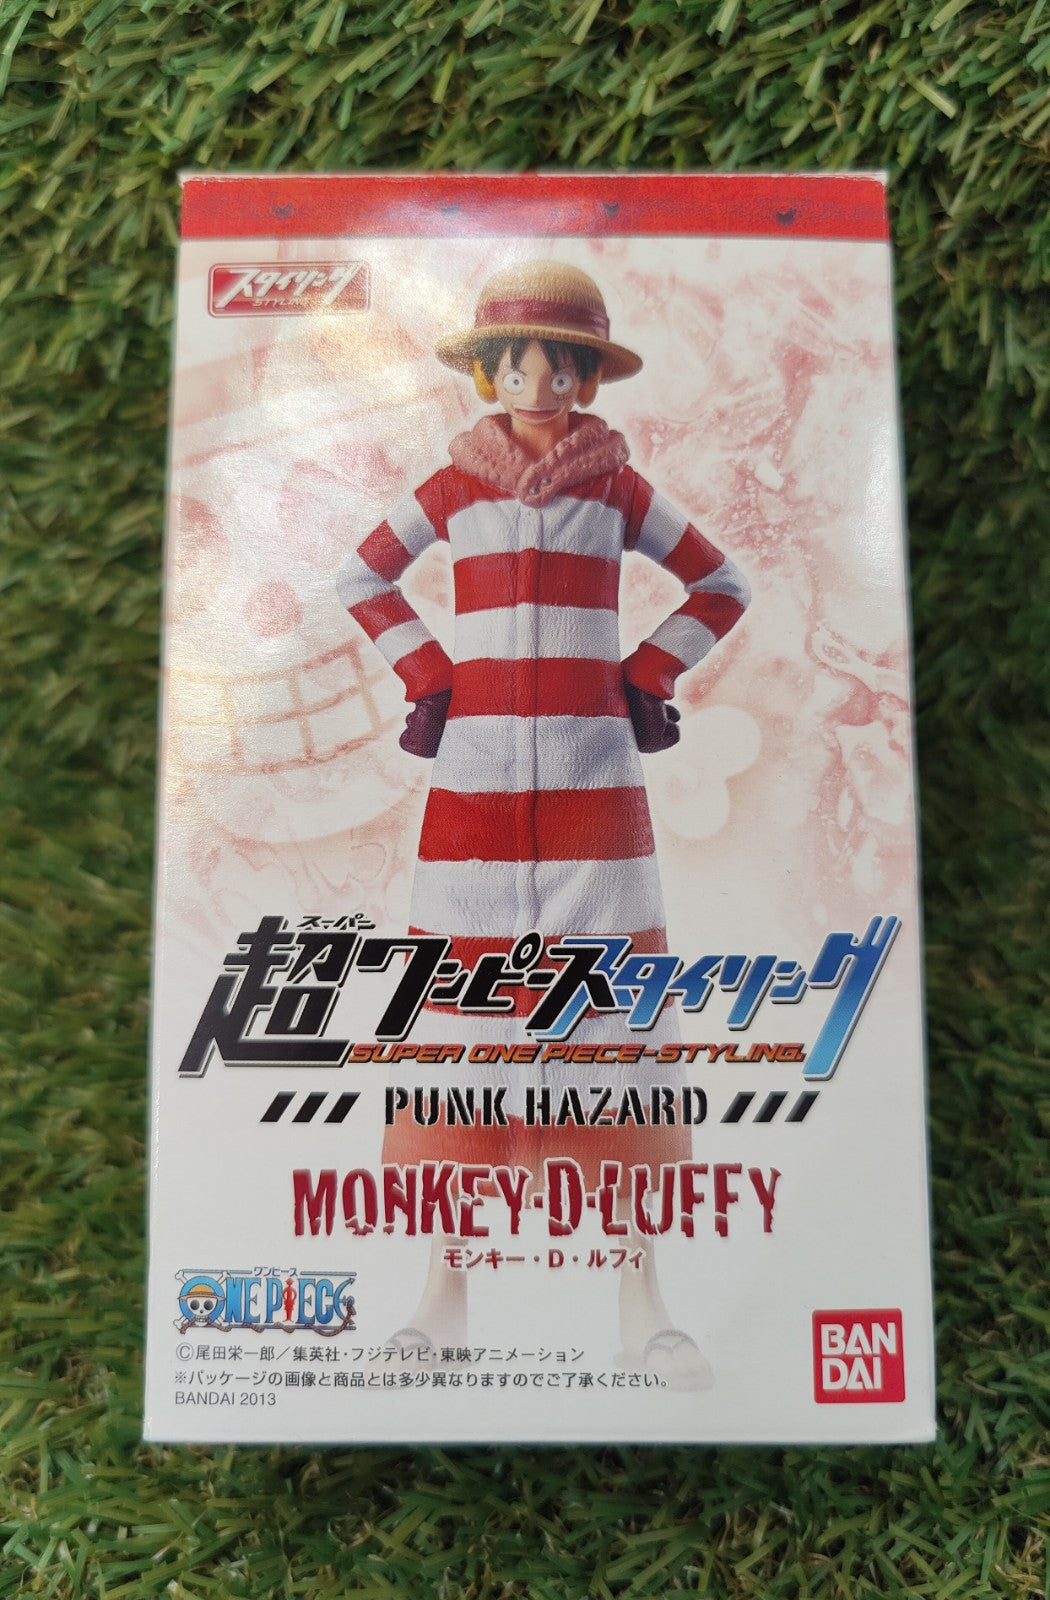 スタイリング
STYLING
スーパー
超ワンピーススタイリング
SUPER ONE PIECE-STYLING
PUNK HAZARD
MONKEY・D・LUFFY
モンキー・D・ルフィ
ワンピース
ONE PIECE
©尾田栄一郎／集英社・フジテレビ・東映アニメーション
※パッケージの画像と商品とは多少異なりますのでご了承ください。
BANDAI 2013
BAN
DAI